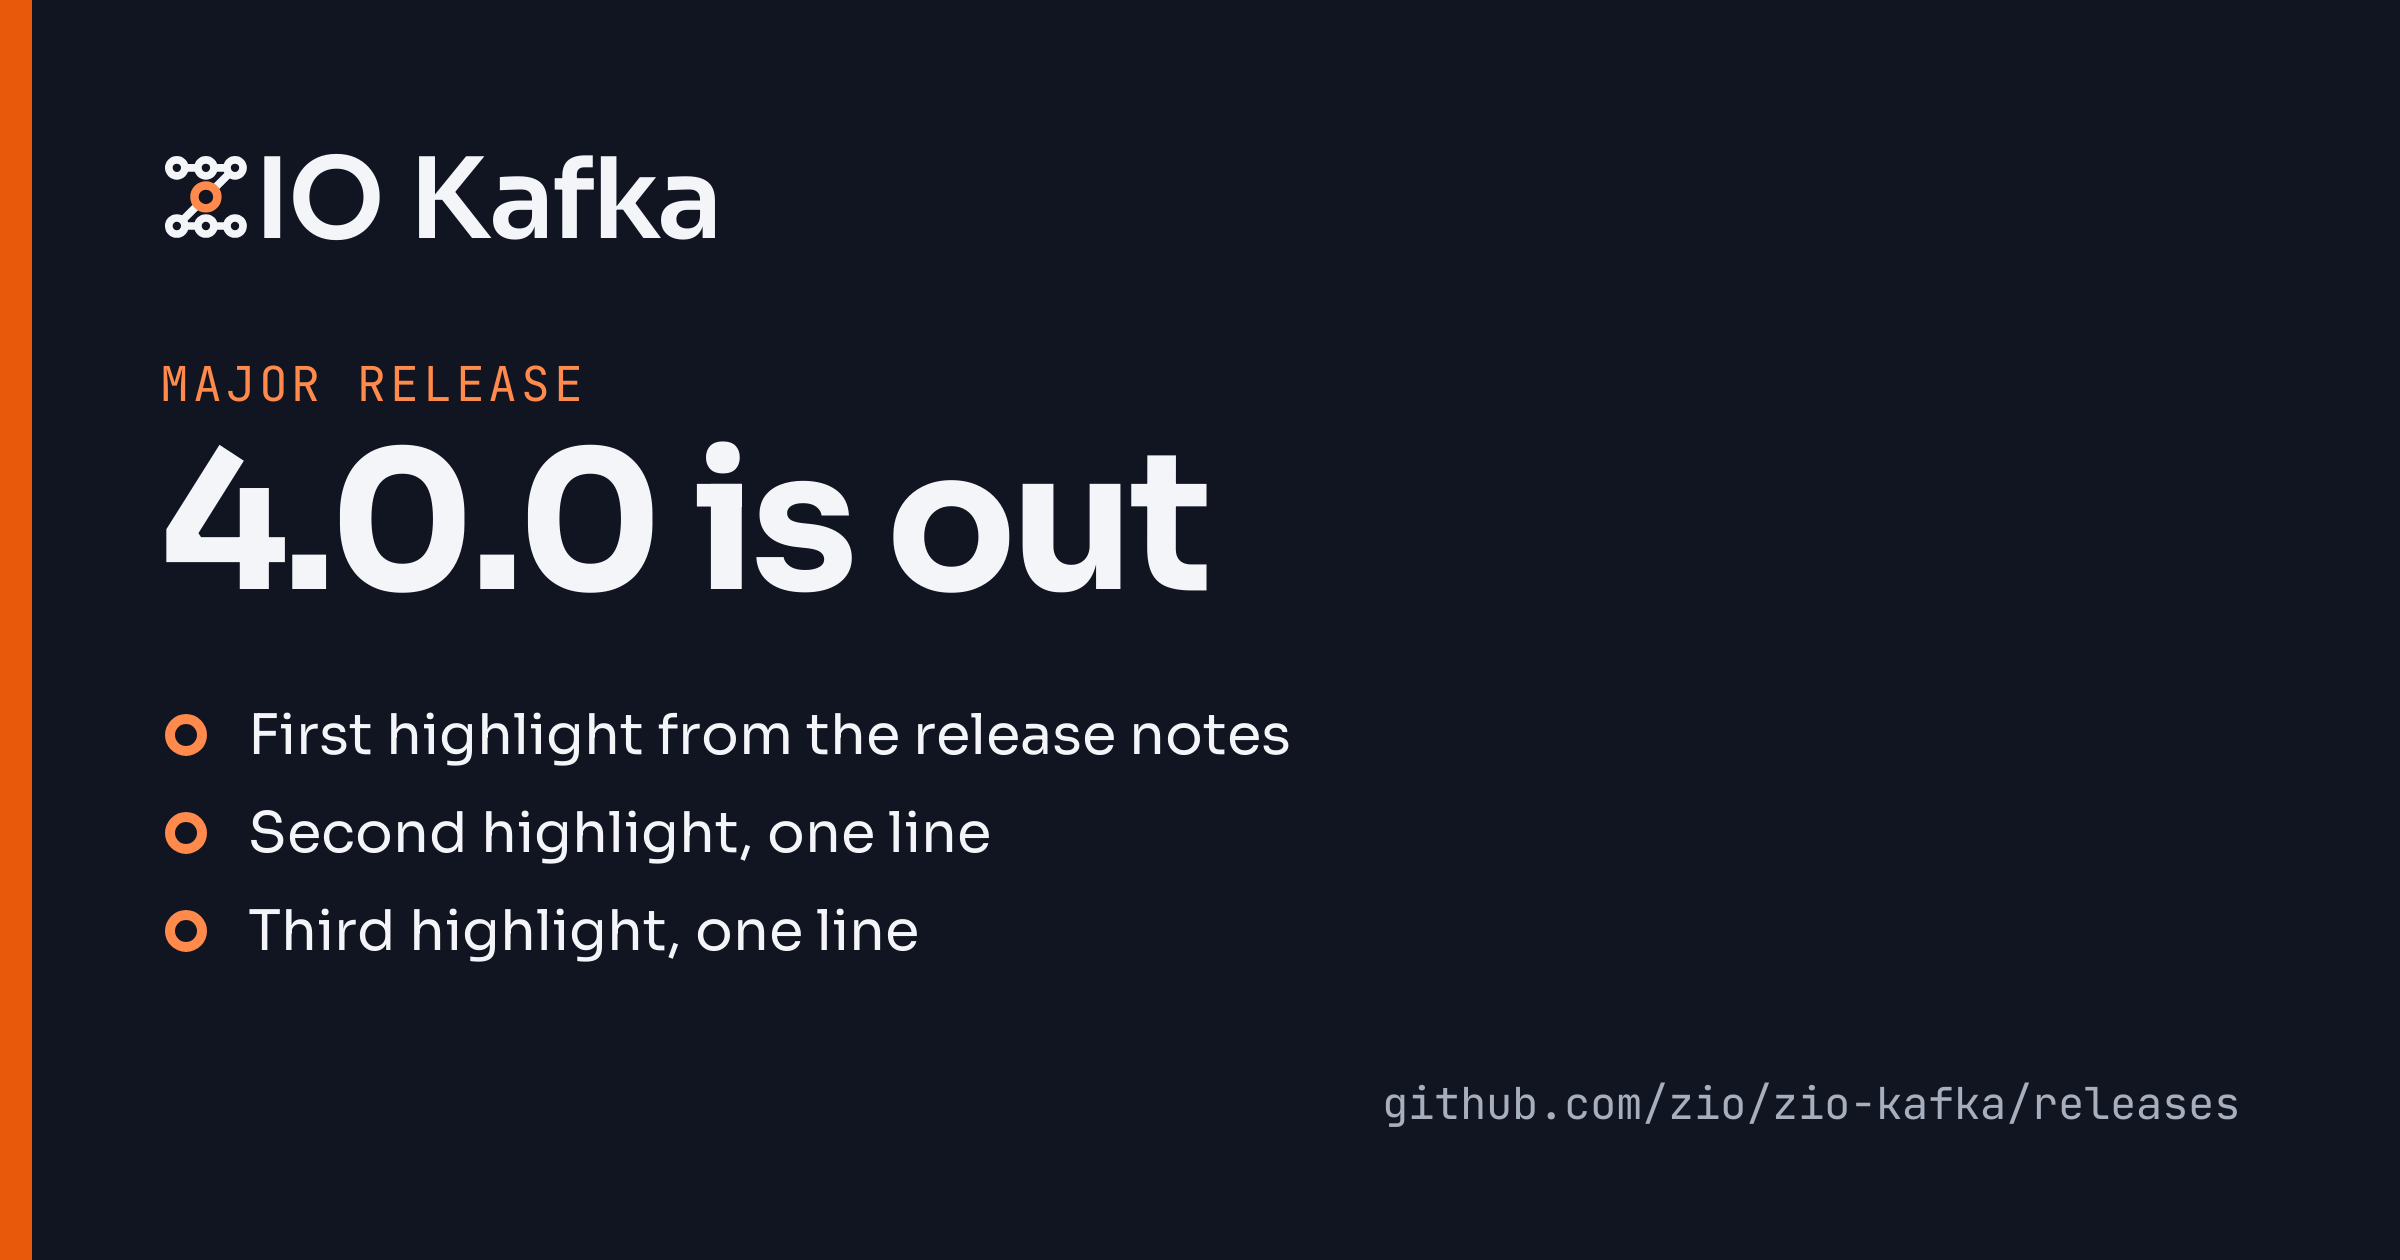 ZIO Kafka
MAJOR RELEASE
4.0.0 is out
First highlight from the release notes
Second highlight, one line
Third highlight, one line
github.com/zio/zio-kafka/releases